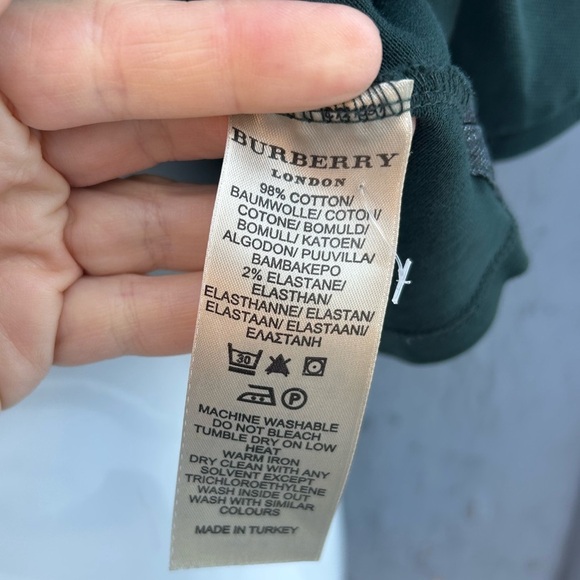 BURBERRY
LONDON
98% COTTON/
BAUMWOLLE/ COTON/
COTONE/ BOMULD/
BOMULL/ KATOEN/
ALGODON/ PUUVILLA/
BAMBAKEPO
2% ELASTANE/
ELASTHAN/
ELASTHANNE/ ELASTAN/
ELASTAAN/ ELASTAANI/
ΕΛΑΣΤΑΝΗ
30
P
MACHINE WASHABLE
DO NOT BLEACH
TUMBLE DRY ON LOW
HEAT
WARM IRON
DRY CLEAN WITH ANY
SOLVENT EXCEPT
TRICHLOROETHYLENE
WASH INSIDE OUT
WASH WITH SIMILAR
COLOURS
MADE IN TURKEY